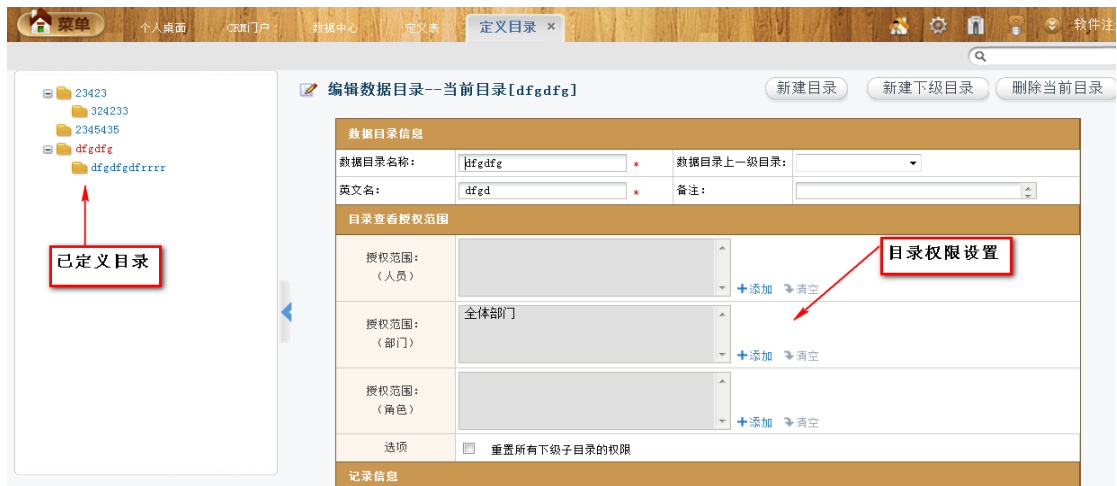 菜单 个人桌面 CRM门户 数据中心 定义表 定义目录 × 软件注
23423
324233
2345435
dfgdfg
dfgdfgdfrrrr
已定义目录
编辑数据目录--当前目录[dfgdfg] 新建目录 新建下级目录 删除当前目录
数据目录信息
数据目录名称： dfgdfg * 数据目录上一级目录：
英文名： dfgd * 备注：
目录查看授权范围
授权范围：
（人员）
添加 清空
目录权限设置
授权范围：
（部门）
全体部门
添加 清空
授权范围：
（角色）
添加 清空
选项 重置所有下级子目录的权限
记录信息